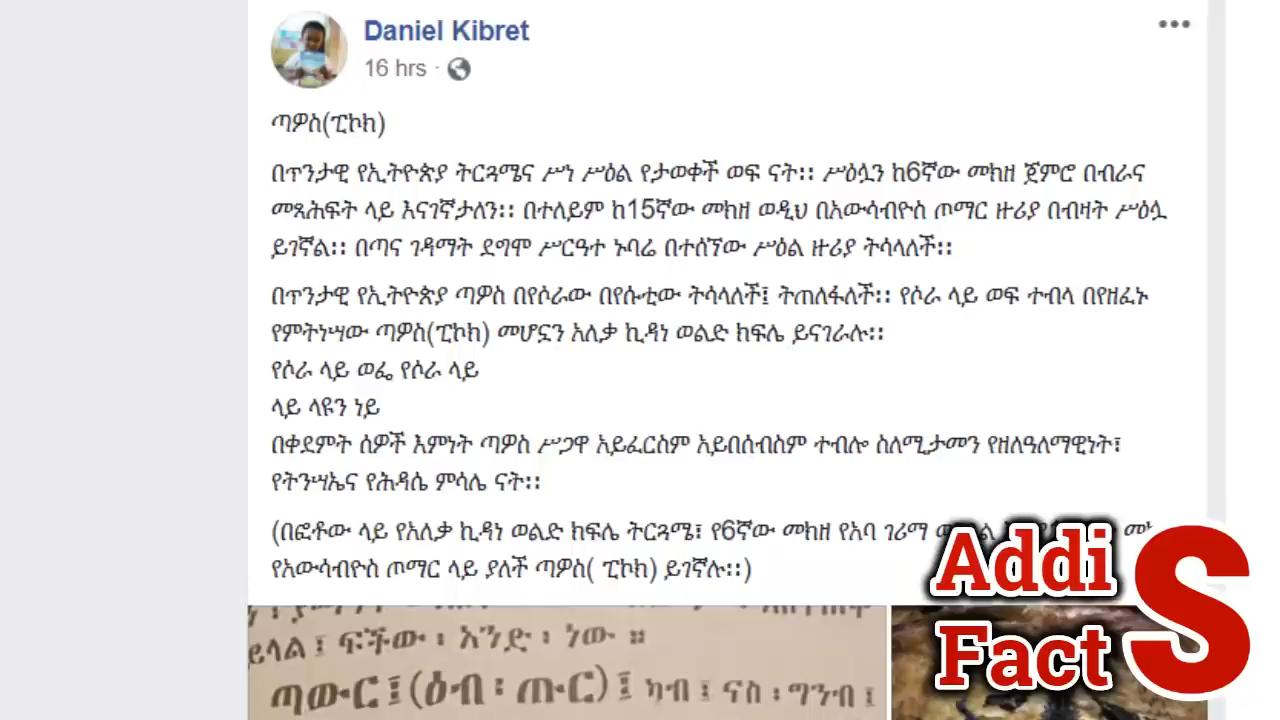 Daniel Kibret
16 hrs ·
ጣዎስ(ፒኮክ)
በጥንታዊ የኢትዮጵያ ትርጓሜና ሥነ ሥዕል የታወቀች ወፍ ናት፡፡ ሥዕሏን ከ6ኛው መክዘ ጀምሮ በብራና
መጻሕፍት ላይ እናገኛታለን፡፡ በተለይም ከ15ኛው መክዘ ወዲህ በአውሳብዮስ ጦማር ዙሪያ በብዛት ሥዕሏ
ይገኛል፡፡ በጣና ገዳማት ደግሞ ሥርዓተ ኑባሬ በተሰኘው ሥዕል ዙሪያ ትሳላለች፡፡
በጥንታዊ የኢትዮጵያ ጣዎስ በየሶራው በየሱቲው ትሳላለች፤ ትጠለፋለች፡፡ የሶራ ላይ ወፍ ተብላ በየዘፈኑ
የምትነሣው ጣዎስ(ፒኮክ) መሆኗን አለቃ ኪዳነ ወልድ ክፍሌ ይናገራሉ፡፡
የሶራ ላይ ወፌ የሶራ ላይ
ላይ ላዩን ነይ
በቀደምት ሰዎች እምነት ጣዎስ ሥጋዋ አይፈርስም አይበሰብስም ተብሎ ስለሚታመን የዘለዓለማዊነት፣
የትንሣኤና የሕዳሴ ምሳሌ ናት፡፡
(በፎቶው ላይ የአለቃ ኪዳነ ወልድ ክፍሌ ትርጓሜ፣ የ6ኛው መክዘ የአባ ገሪማ
የአውሳብዮስ ጦማር ላይ ያለች ጣዎስ( ፒኮክ) ይገኛሉ፡፡)
ይላል ፤ ፍችው ፡ አንድ ፡ ነው ።
ጣውር ፤ (ዕብ ፡ ጡር) ፤ ካብ ፤ ናስ ፡ ግንብ ፤
Addi
Fact S